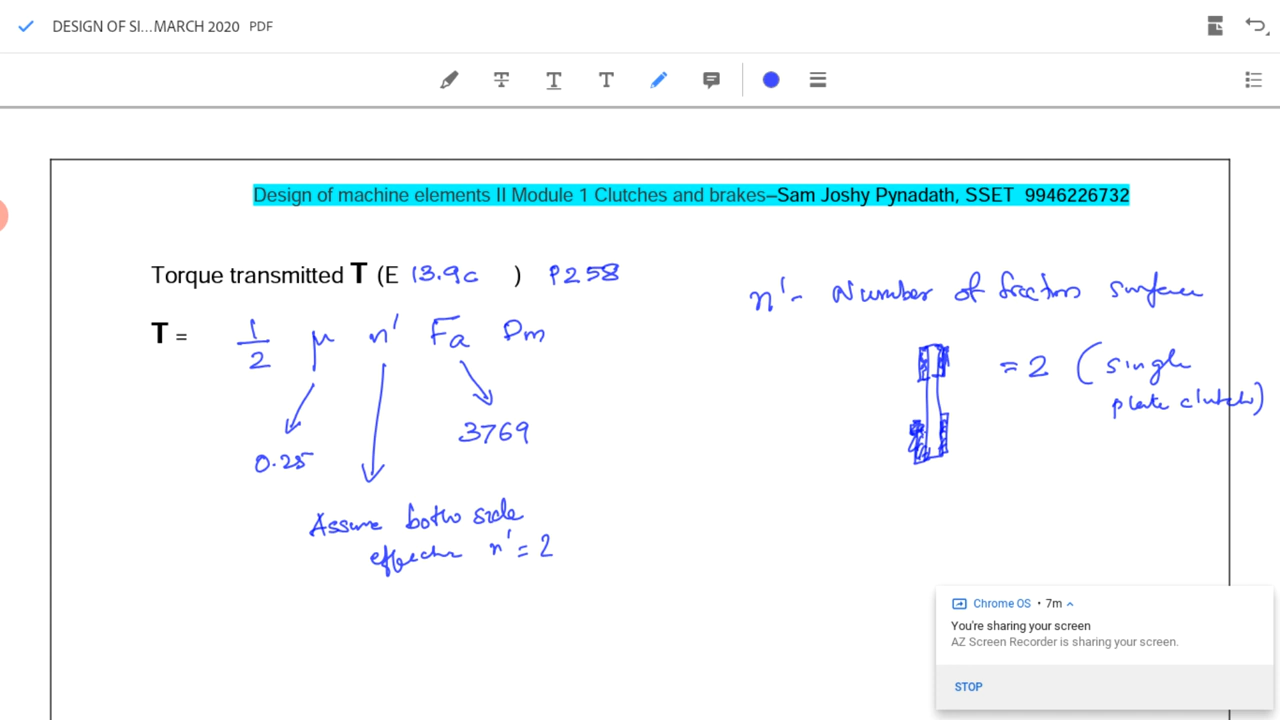 DESIGN OF SI...MARCH 2020 PDF
Design of machine elements II Module 1 Clutches and brakes–Sam Joshy Pynadath, SSET 9946226732
Torque transmitted T (E 13.9c ) P258
n' - Number of friction surface
T = 1/2 μ n' Fa Dm
= 2 (single
plate clutch)
3769
0.25
Assume both side
effective n' = 2
Chrome OS • 7m
You're sharing your screen
AZ Screen Recorder is sharing your screen.
STOP